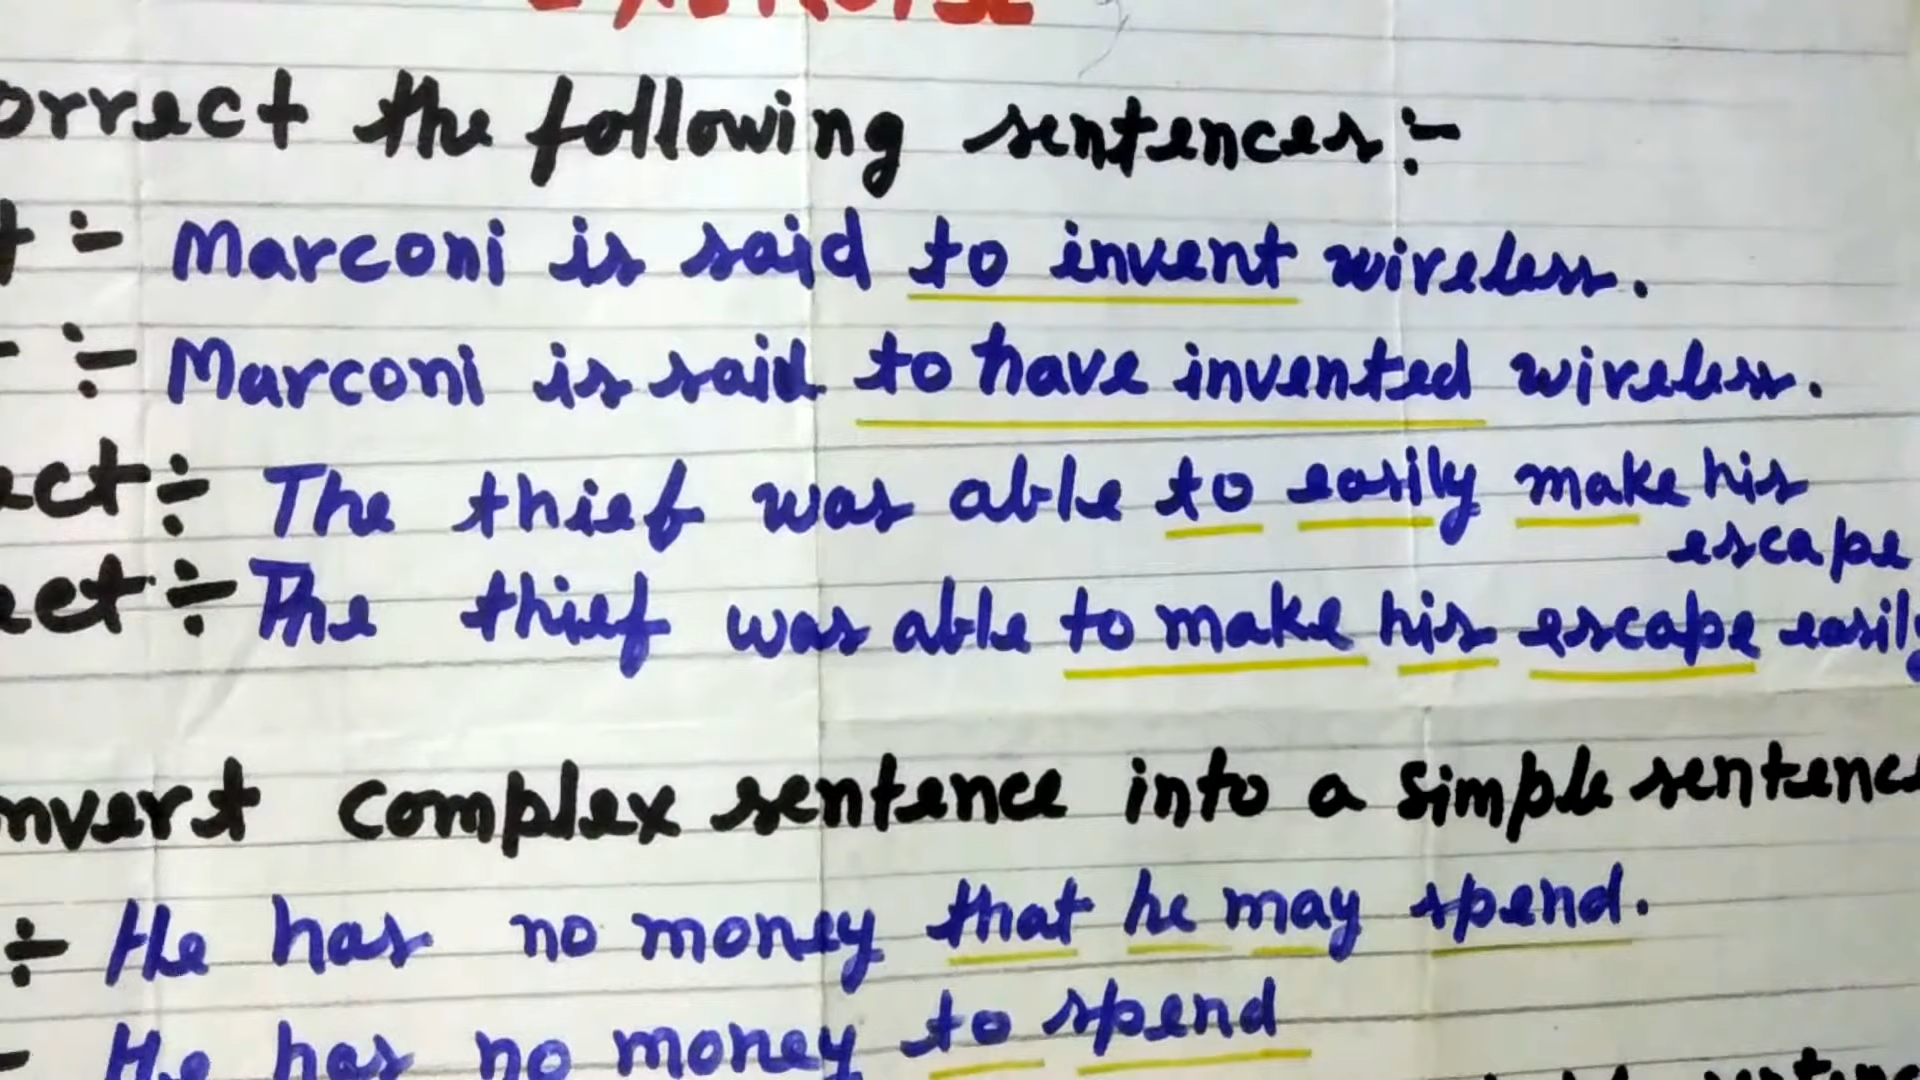 orrect the following sentences:-
t :- Marconi is said to invent wireless.
:- Marconi is said to have invented wireless.
ect :- The thief was able to easily make his
escape
ect :- The thief was able to make his escape easily
nvert complex sentence into a simple sentence
:- He has no money that he may spend.
- He has no money to spend